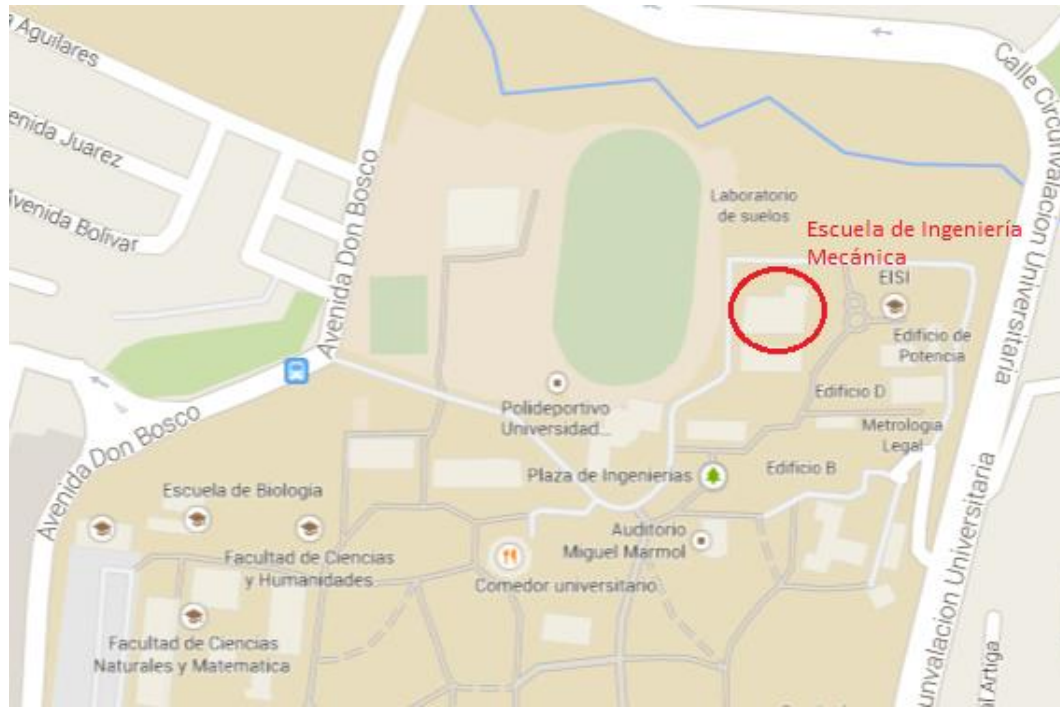 Aguilares
Calle Circunvalacion Universitaria
enida Juarez
Avenida Don Bosco
Laboratorio
de suelos
Avenida Bolivar
Escuela de Ingeniería
Mecánica
EISI
Edificio de
Potencia
Edificio D
Polideportivo
Universidad...
Metrologia
Legal
Avenida Don Bosco
Plaza de Ingenierias
Edificio B
Escuela de Biología
Auditorio
Miguel Marmol
Facultad de Ciencias
y Humanidades
Comedor universitario
unvalacion Universitaria
Facultad de Ciencias
Naturales y Matematica
al Artiga